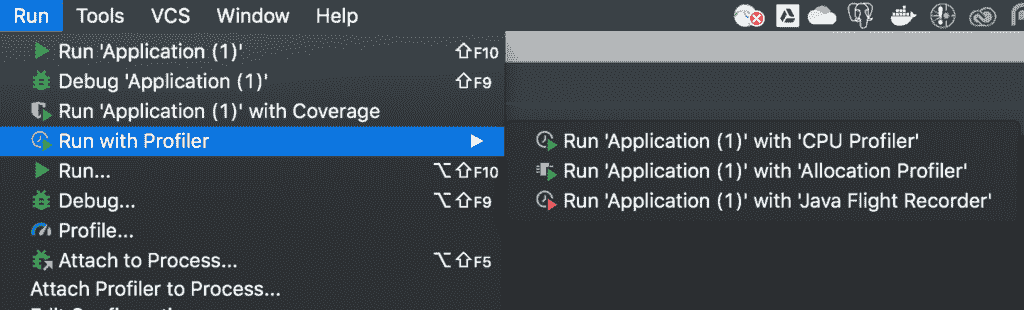 Run Tools VCS Window Help
Run 'Application (1)' ⇧F10
Debug 'Application (1)' ⇧F9
Run 'Application (1)' with Coverage
Run with Profiler
Run 'Application (1)' with 'CPU Profiler'
Run 'Application (1)' with 'Allocation Profiler'
Run 'Application (1)' with 'Java Flight Recorder'
Run... ⌥⇧F10
Debug... ⌥⇧F9
Profile...
Attach to Process... ⌥⇧F5
Attach Profiler to Process...